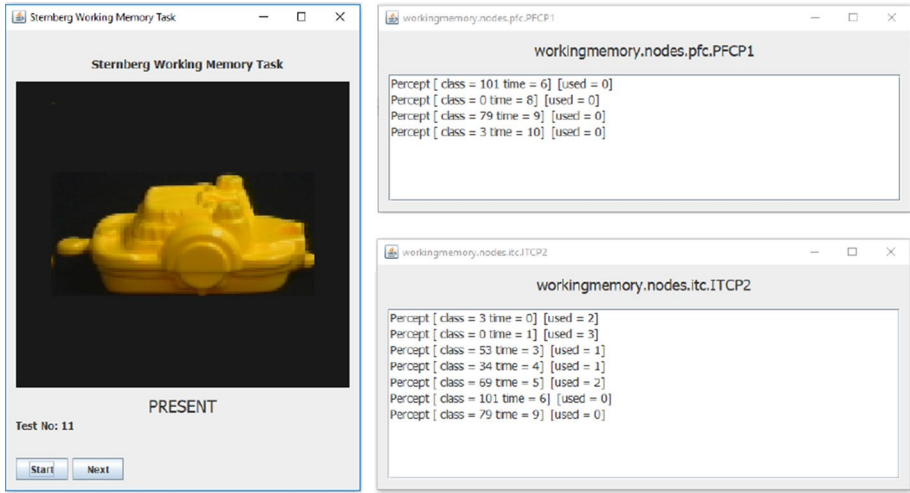 Sternberg Working Memory Task
Sternberg Working Memory Task
PRESENT
Test No: 11
Start
Next
workingmemory.nodes.pfc.PFCP1
workingmemory.nodes.pfc.PFCP1
Percept [ class = 101 time = 6] [used = 0]
Percept [ class = 0 time = 8] [used = 0]
Percept [ class = 79 time = 9] [used = 0]
Percept [ class = 3 time = 10] [used = 0]
workingmemory.nodes.itc.ITCP2
workingmemory.nodes.itc.ITCP2
Percept [ class = 3 time = 0] [used = 2]
Percept [ class = 0 time = 1] [used = 3]
Percept [ class = 53 time = 3] [used = 1]
Percept [ class = 34 time = 4] [used = 1]
Percept [ class = 69 time = 5] [used = 2]
Percept [ class = 101 time = 6] [used = 0]
Percept [ class = 79 time = 9] [used = 0]